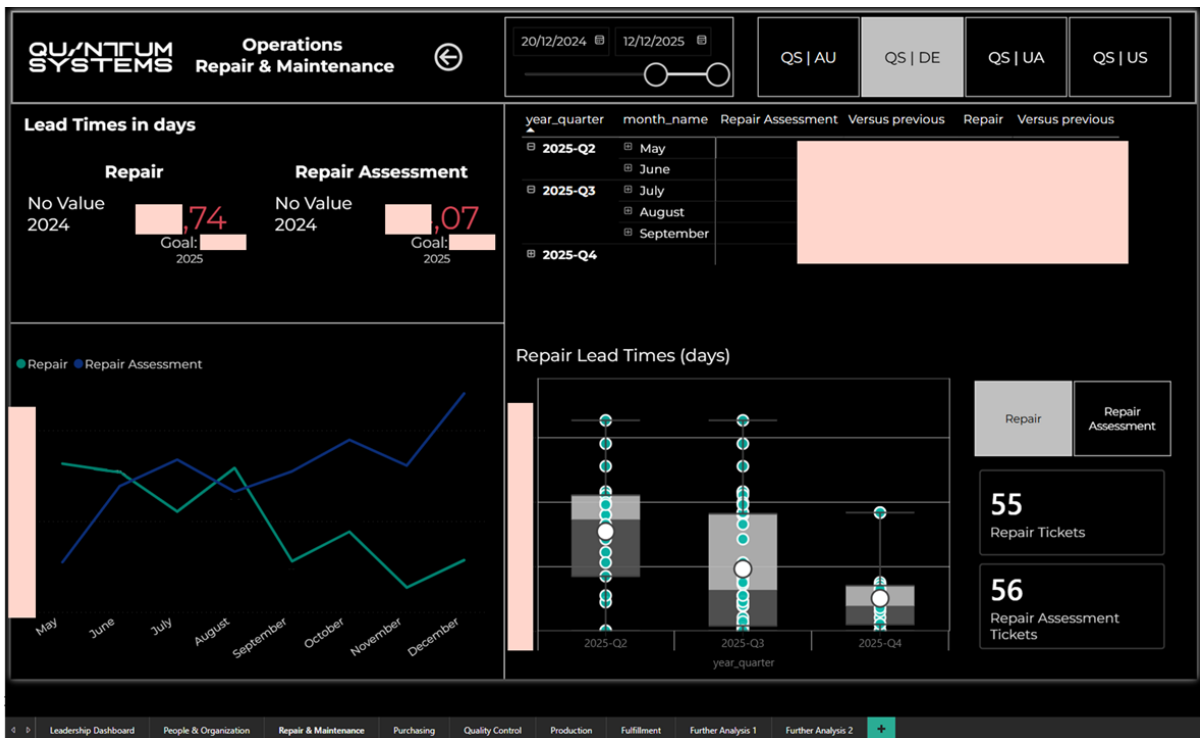 QUANTUM
SYSTEMS
Operations
Repair & Maintenance
20/12/2024
12/12/2025
QS | AU
QS | DE
QS | UA
QS | US
Lead Times in days
Repair
No Value
2024
,74
Goal:
2025
Repair Assessment
No Value
2024
,07
Goal:
2025
year_quarter month_name Repair Assessment Versus previous Repair Versus previous
2025-Q2 May
June
2025-Q3 July
August
September
2025-Q4
Repair Repair Assessment
May June July August September October November December
Repair Lead Times (days)
2025-Q2 2025-Q3 2025-Q4
year_quarter
Repair
Repair
Assessment
55
Repair Tickets
56
Repair Assessment
Tickets
Leadership Dashboard People & Organization Repair & Maintenance Purchasing Quality Control Production Fulfillment Further Analysis 1 Further Analysis 2 +